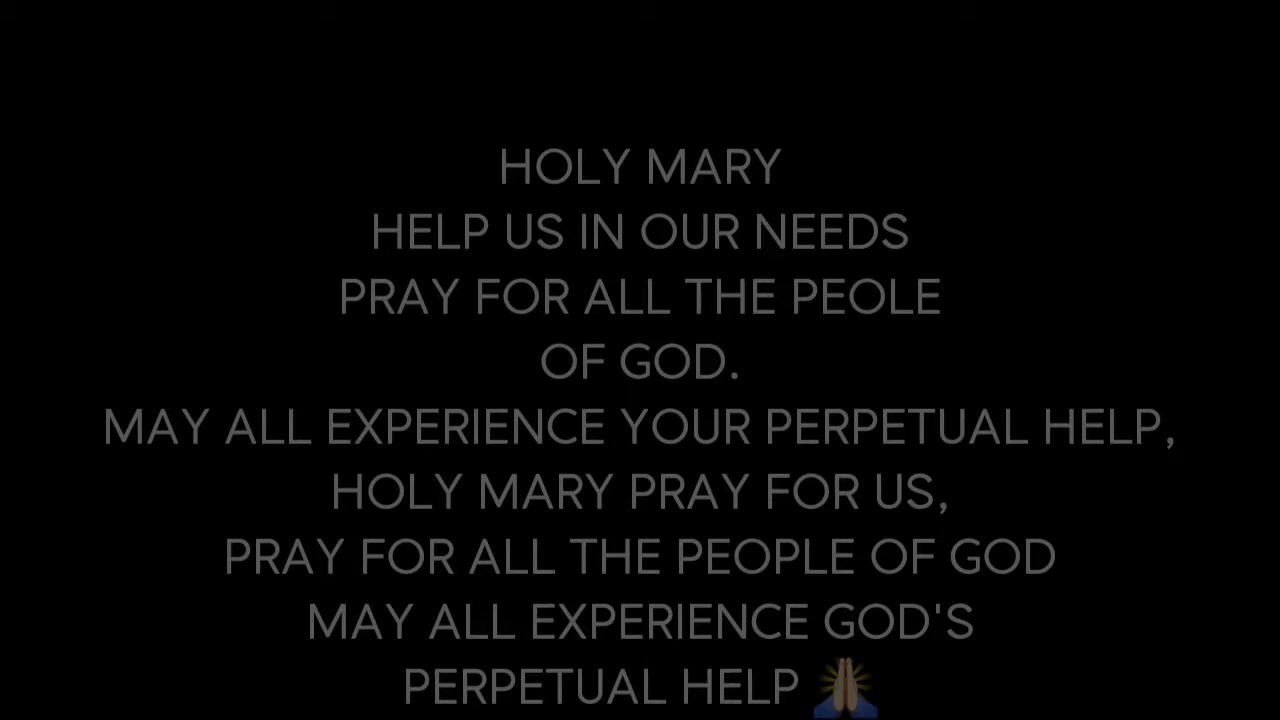 HOLY MARY
HELP US IN OUR NEEDS
PRAY FOR ALL THE PEOLE
OF GOD.
MAY ALL EXPERIENCE YOUR PERPETUAL HELP,
HOLY MARY PRAY FOR US,
PRAY FOR ALL THE PEOPLE OF GOD
MAY ALL EXPERIENCE GOD'S
PERPETUAL HELP 🙏